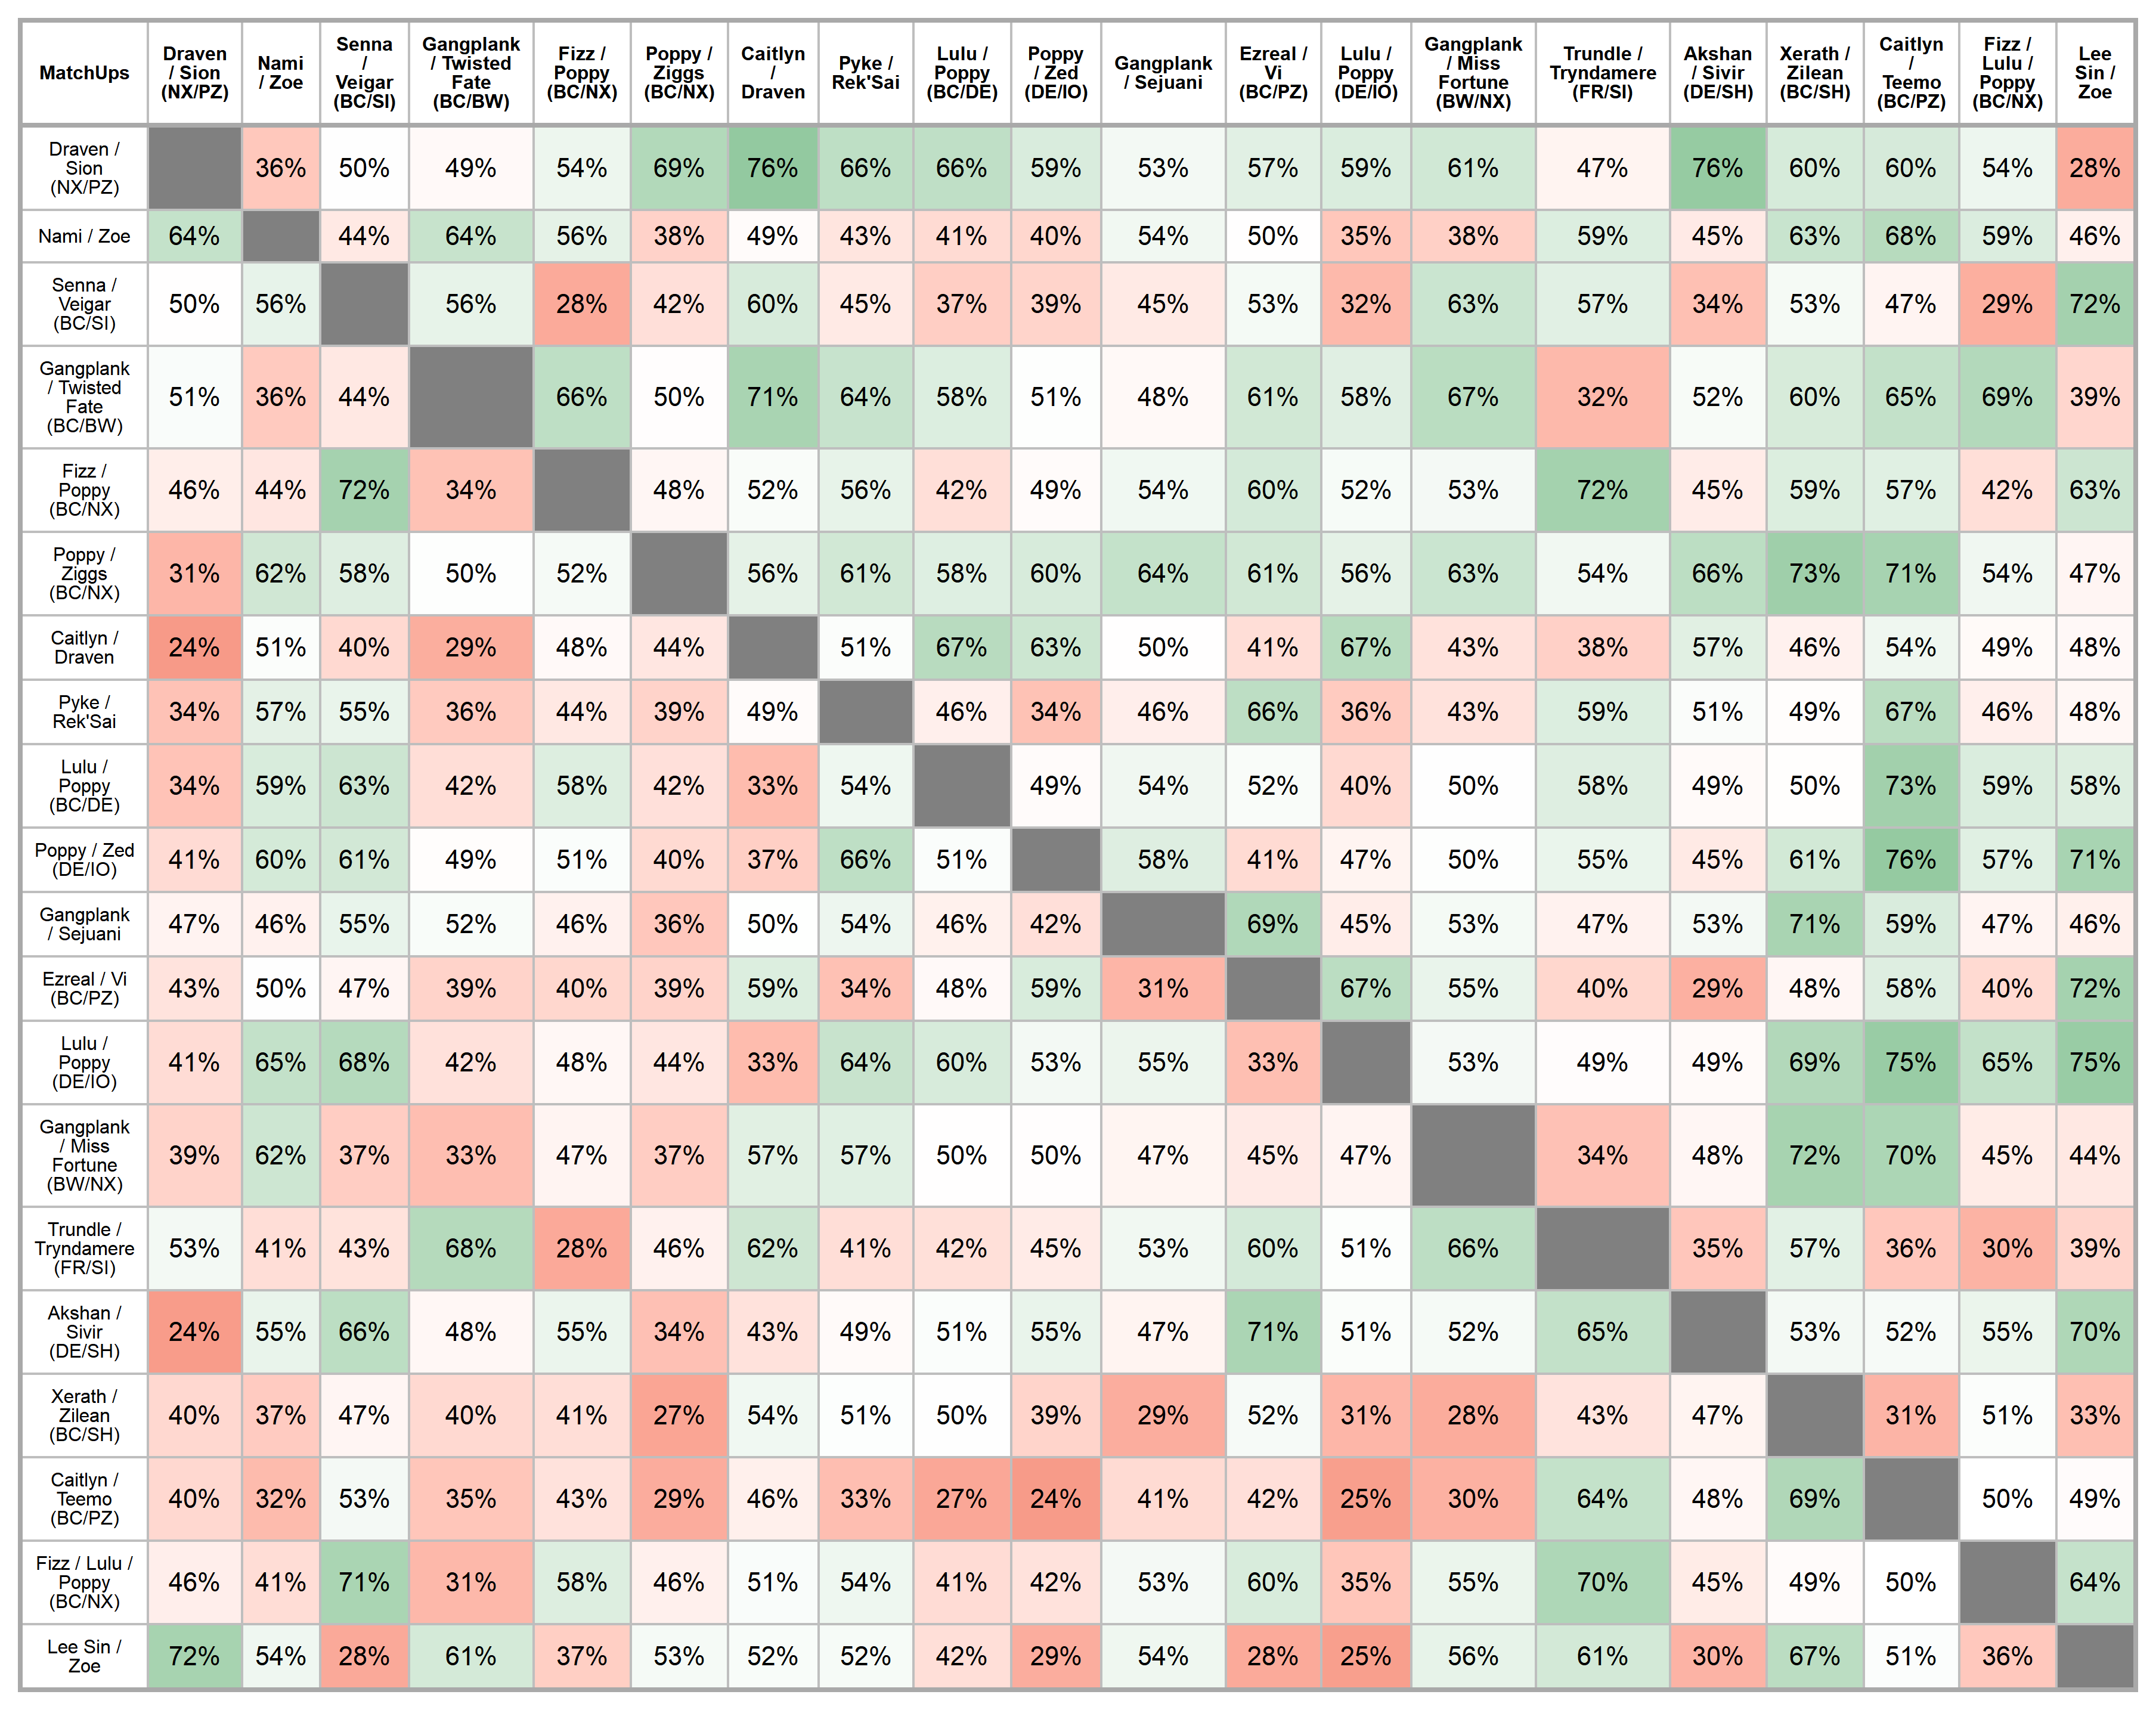 MatchUps
Draven
/ Sion
(NX/PZ)
Nami
/ Zoe
Senna
/
Veigar
(BC/SI)
Gangplank
/ Twisted
Fate
(BC/BW)
Fizz /
Poppy
(BC/NX)
Poppy /
Ziggs
(BC/NX)
Caitlyn
/
Draven
Pyke /
Rek'Sai
Lulu /
Poppy
(BC/DE)
Poppy
/ Zed
(DE/IO)
Gangplank
/ Sejuani
Ezreal /
Vi
(BC/PZ)
Lulu /
Poppy
(DE/IO)
Gangplank
/ Miss
Fortune
(BW/NX)
Trundle /
Tryndamere
(FR/SI)
Akshan
/ Sivir
(DE/SH)
Xerath /
Zilean
(BC/SH)
Caitlyn
/
Teemo
(BC/PZ)
Fizz /
Lulu /
Poppy
(BC/NX)
Lee
Sin /
Zoe
Draven /
Sion
(NX/PZ)
36% 50% 49% 54% 69% 76% 66% 66% 59% 53% 57% 59% 61% 47% 76% 60% 60% 54% 28%
Nami / Zoe
64% 44% 64% 56% 38% 49% 43% 41% 40% 54% 50% 35% 38% 59% 45% 63% 68% 59% 46%
Senna /
Veigar
(BC/SI)
50% 56% 56% 28% 42% 60% 45% 37% 39% 45% 53% 32% 63% 57% 34% 53% 47% 29% 72%
Gangplank
/ Twisted
Fate
(BC/BW)
51% 36% 44% 66% 50% 71% 64% 58% 51% 48% 61% 58% 67% 32% 52% 60% 65% 69% 39%
Fizz /
Poppy
(BC/NX)
46% 44% 72% 34% 48% 52% 56% 42% 49% 54% 60% 52% 53% 72% 45% 59% 57% 42% 63%
Poppy /
Ziggs
(BC/NX)
31% 62% 58% 50% 52% 56% 61% 58% 60% 64% 61% 56% 63% 54% 66% 73% 71% 54% 47%
Caitlyn /
Draven
24% 51% 40% 29% 48% 44% 51% 67% 63% 50% 41% 67% 43% 38% 57% 46% 54% 49% 48%
Pyke /
Rek'Sai
34% 57% 55% 36% 44% 39% 49% 46% 34% 46% 66% 36% 43% 59% 51% 49% 67% 46% 48%
Lulu /
Poppy
(BC/DE)
34% 59% 63% 42% 58% 42% 33% 54% 49% 54% 52% 40% 50% 58% 49% 50% 73% 59% 58%
Poppy / Zed
(DE/IO)
41% 60% 61% 49% 51% 40% 37% 66% 51% 58% 41% 47% 50% 55% 45% 61% 76% 57% 71%
Gangplank
/ Sejuani
47% 46% 55% 52% 46% 36% 50% 54% 46% 42% 69% 45% 53% 47% 53% 71% 59% 47% 46%
Ezreal / Vi
(BC/PZ)
43% 50% 47% 39% 40% 39% 59% 34% 48% 59% 31% 67% 55% 40% 29% 48% 58% 40% 72%
Lulu /
Poppy
(DE/IO)
41% 65% 68% 42% 48% 44% 33% 64% 60% 53% 55% 33% 53% 49% 49% 69% 75% 65% 75%
Gangplank
/ Miss
Fortune
(BW/NX)
39% 62% 37% 33% 47% 37% 57% 57% 50% 50% 47% 45% 47% 34% 48% 72% 70% 45% 44%
Trundle /
Tryndamere
(FR/SI)
53% 41% 43% 68% 28% 46% 62% 41% 42% 45% 53% 60% 51% 66% 35% 57% 36% 30% 39%
Akshan /
Sivir
(DE/SH)
24% 55% 66% 48% 55% 34% 43% 49% 51% 55% 47% 71% 51% 52% 65% 53% 52% 55% 70%
Xerath /
Zilean
(BC/SH)
40% 37% 47% 40% 41% 27% 54% 51% 50% 39% 29% 52% 31% 28% 43% 47% 31% 51% 33%
Caitlyn /
Teemo
(BC/PZ)
40% 32% 53% 35% 43% 29% 46% 33% 27% 24% 41% 42% 25% 30% 64% 48% 69% 50% 49%
Fizz / Lulu /
Poppy
(BC/NX)
46% 41% 71% 31% 58% 46% 51% 54% 41% 42% 53% 60% 35% 55% 70% 45% 49% 50% 64%
Lee Sin /
Zoe
72% 54% 28% 61% 37% 53% 52% 52% 42% 29% 54% 28% 25% 56% 61% 30% 67% 51% 36%